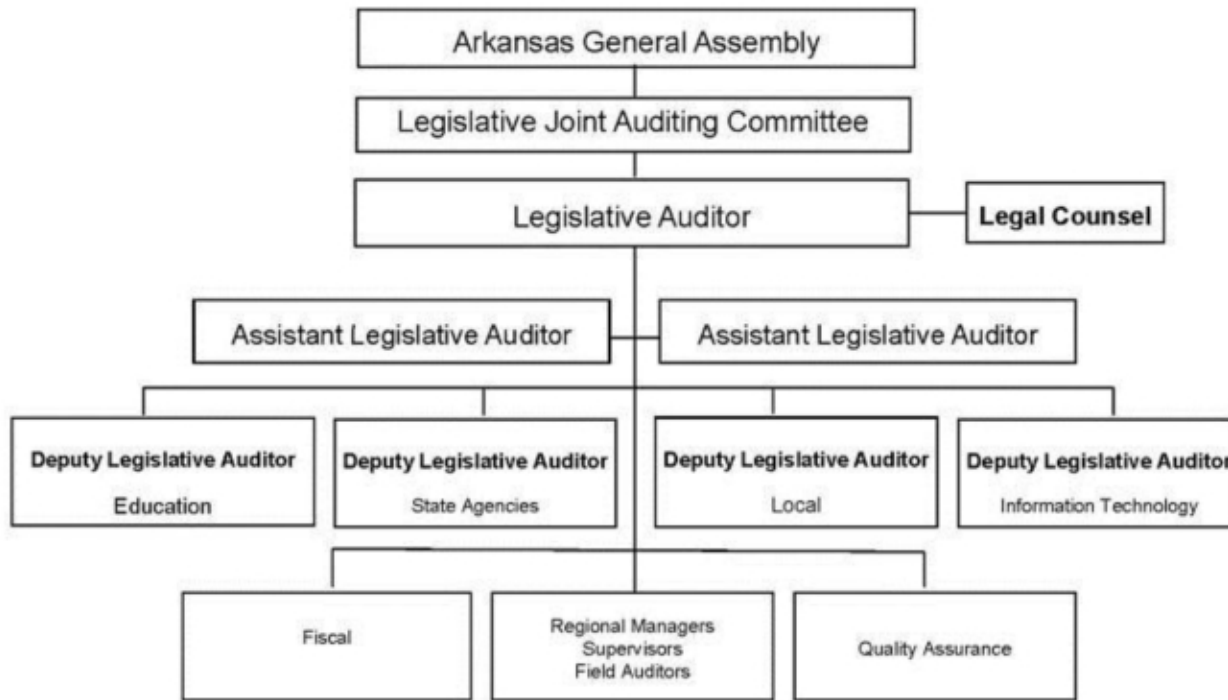 Arkansas General Assembly
Legislative Joint Auditing Committee
Legislative Auditor
Legal Counsel
Assistant Legislative Auditor
Assistant Legislative Auditor
Deputy Legislative Auditor
Education
Deputy Legislative Auditor
State Agencies
Deputy Legislative Auditor
Local
Deputy Legislative Auditor
Information Technology
Fiscal
Regional Managers
Supervisors
Field Auditors
Quality Assurance